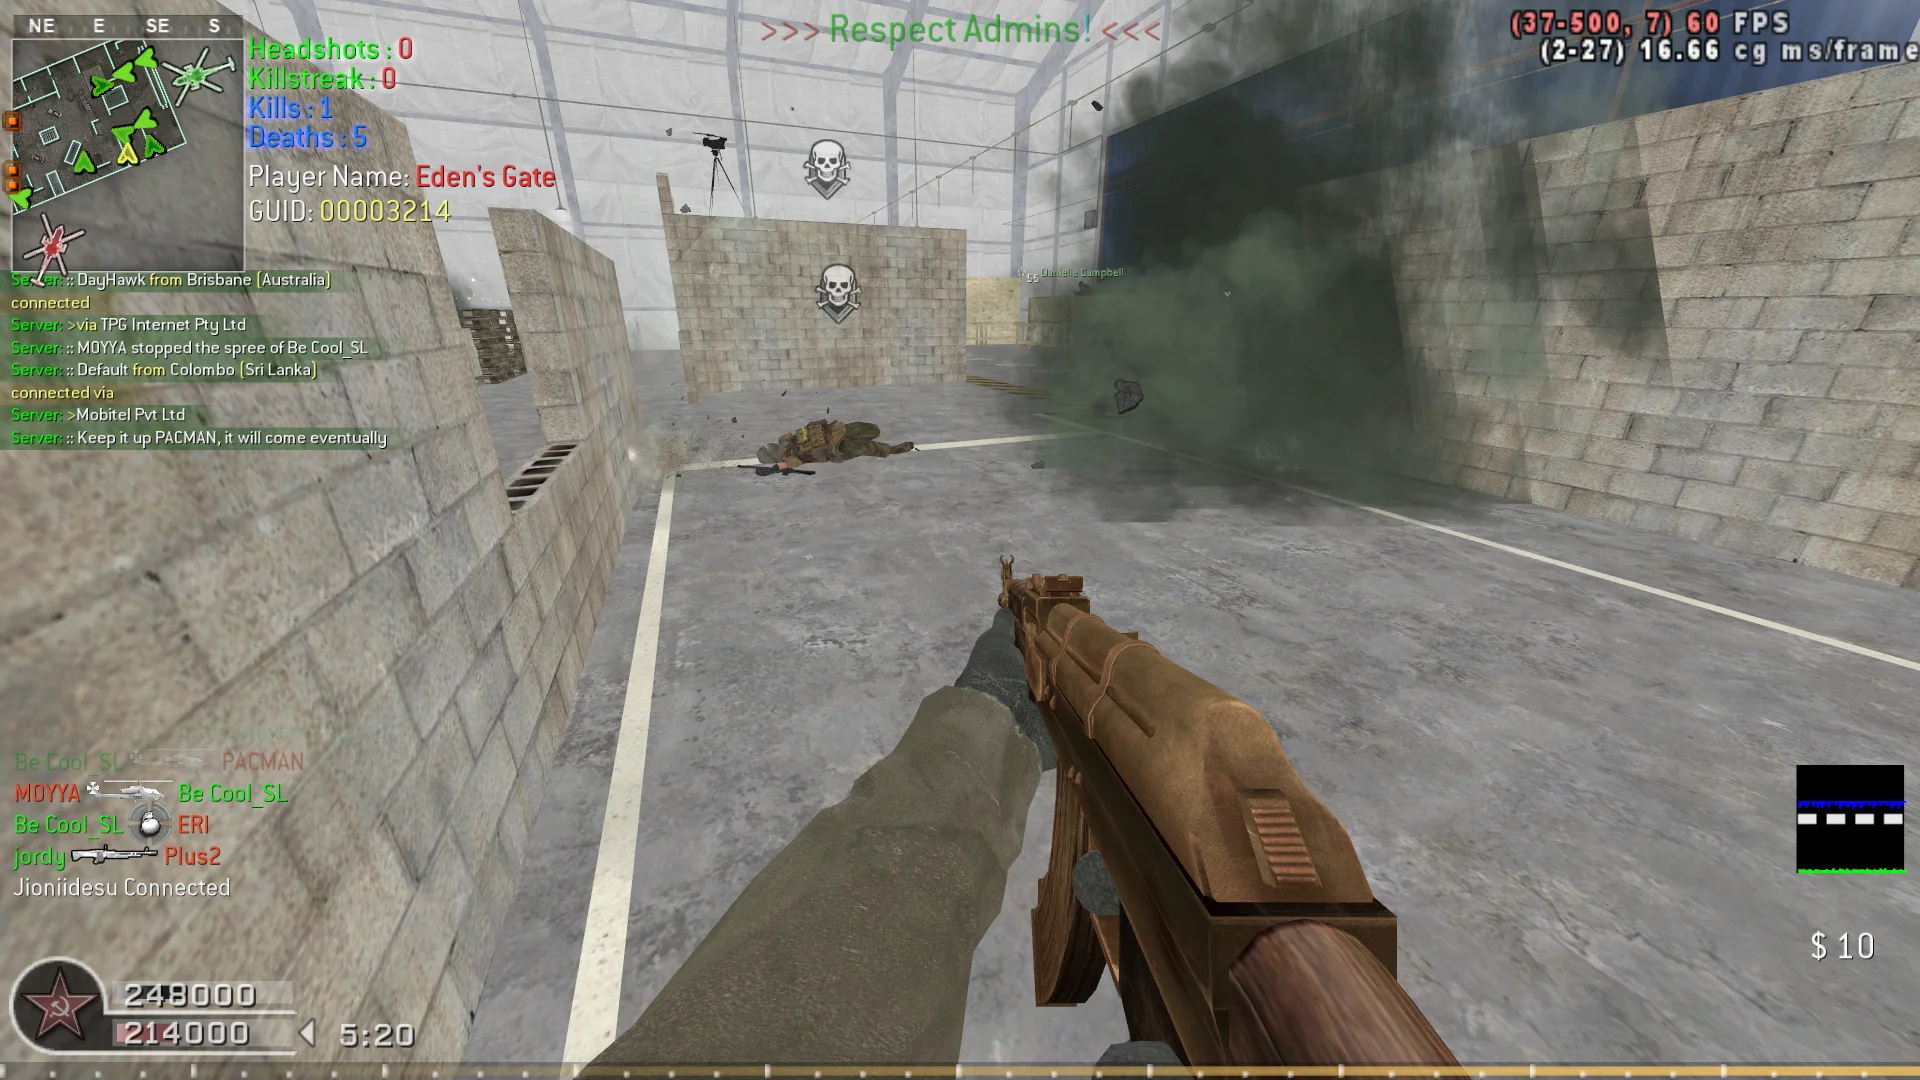 NE E SE S
>>> Respect Admins! <<<
(37-500, 7) 60 FPS
(2-27) 16.66 cg ms/frame
Headshots : 0
Killstreak : 0
Kills : 1
Deaths : 5
Player Name: Eden's Gate
GUID: 00003214
Server: :: DayHawk from Brisbane (Australia)
connected
Server: >via TPG Internet Pty Ltd
Server: :: MOYYA stopped the spree of Be Cool_SL
Server: :: Default from Colombo (Sri Lanka)
connected via
Server: >Mobitel Pvt Ltd
Server: :: Keep it up PACMAN, it will come eventually
55 Danielle Campbell
Be Cool_SL PACMAN
MOYYA Be Cool_SL
Be Cool_SL ERI
jordy Plus2
Jioniidesu Connected
$ 10
248000
214000 5:20